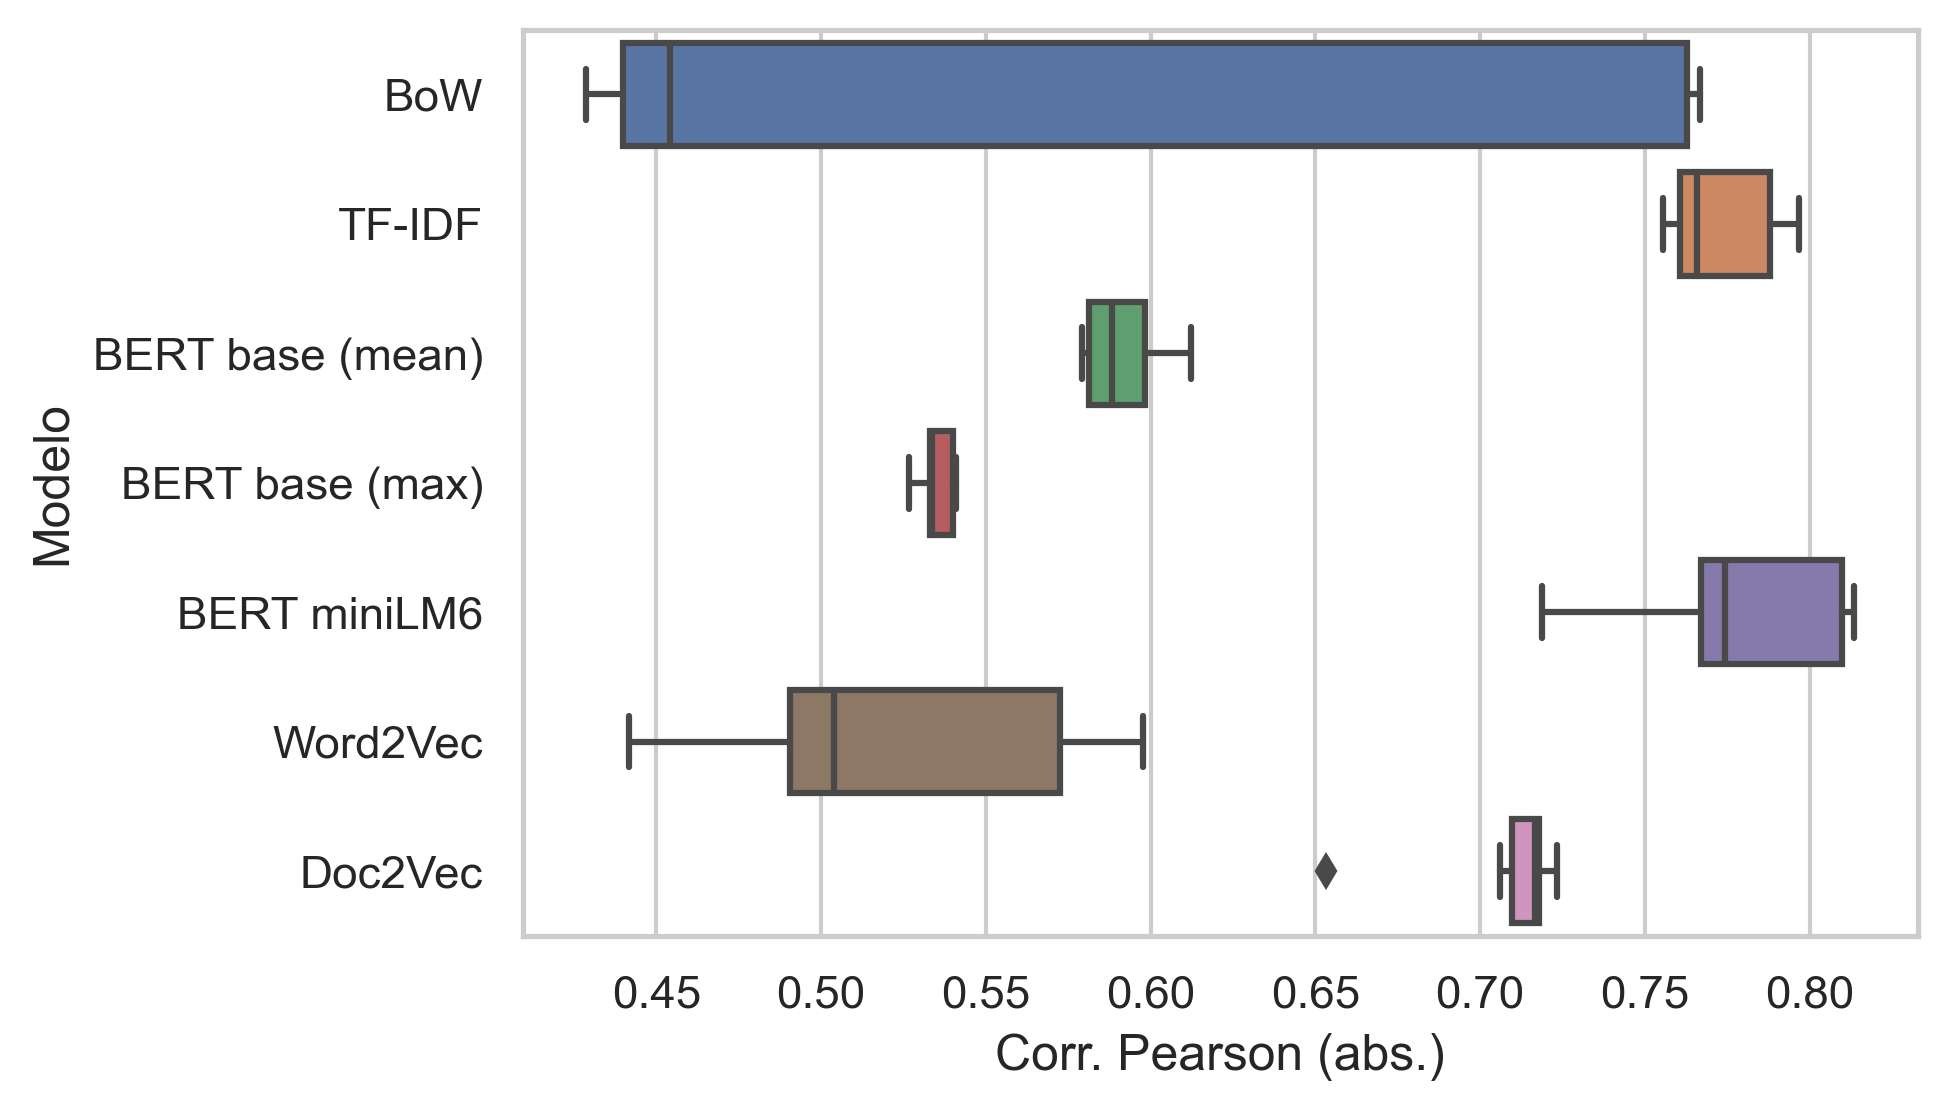 BoW
TF-IDF
BERT base (mean)
BERT base (max)
BERT miniLM6
Word2Vec
Doc2Vec
Modelo
0.45 0.50 0.55 0.60 0.65 0.70 0.75 0.80
Corr. Pearson (abs.)